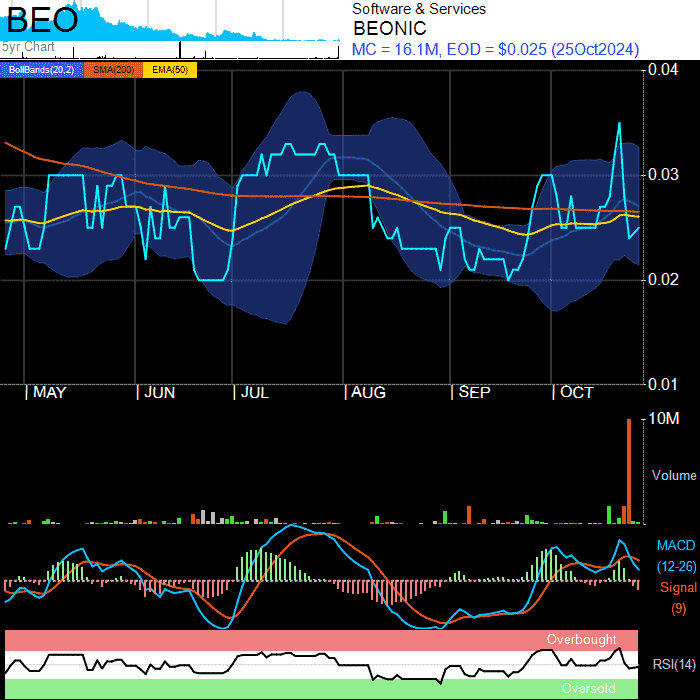 BEO
5yr Chart
Software & Services
BEONIC
MC = 16.1M, EOD = $0.025 (25Oct2024)
BollBands(20,2) SMA(200) EMA(50)
0.04
0.03
0.02
0.01
MAY JUN JUL AUG SEP OCT
10M
Volume
MACD
(12-26)
Signal
(9)
Overbought
RSI(14)
Oversold